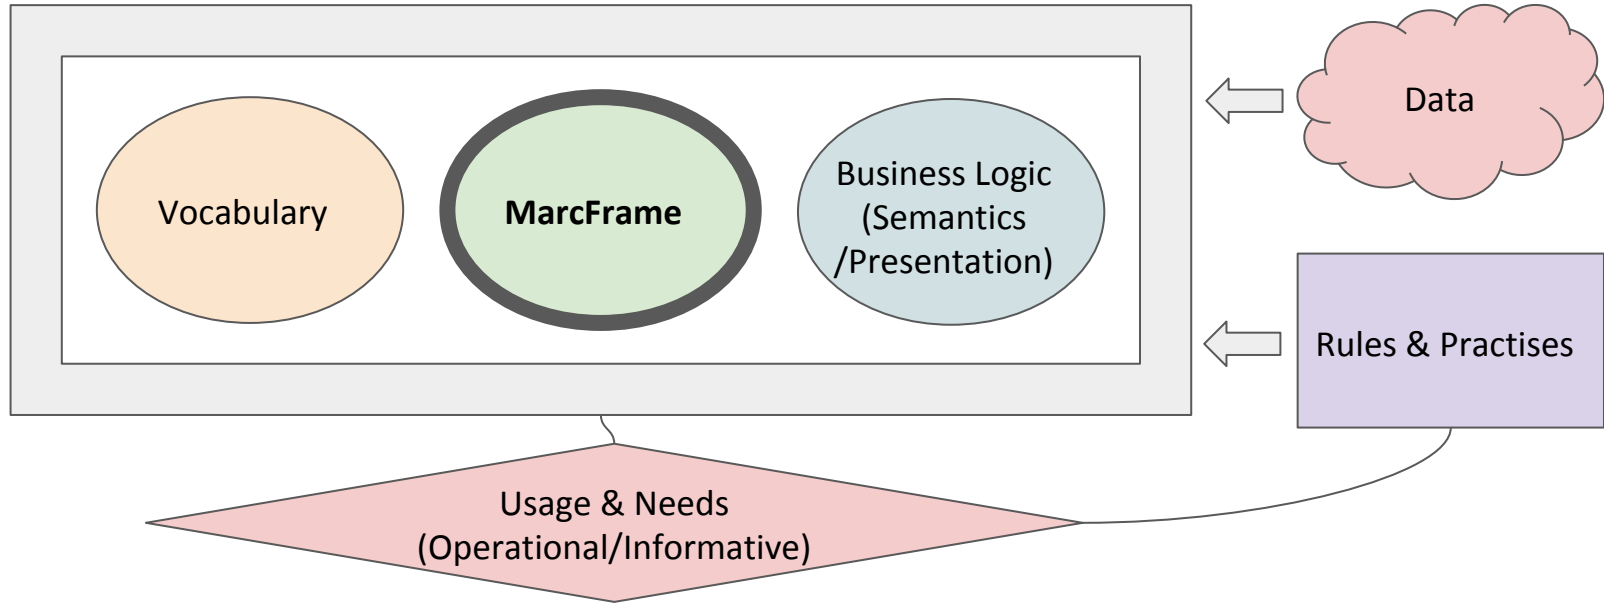 Vocabulary
MarcFrame
Business Logic
(Semantics
/Presentation)
Data
Rules & Practises
Usage & Needs
(Operational/Informative)